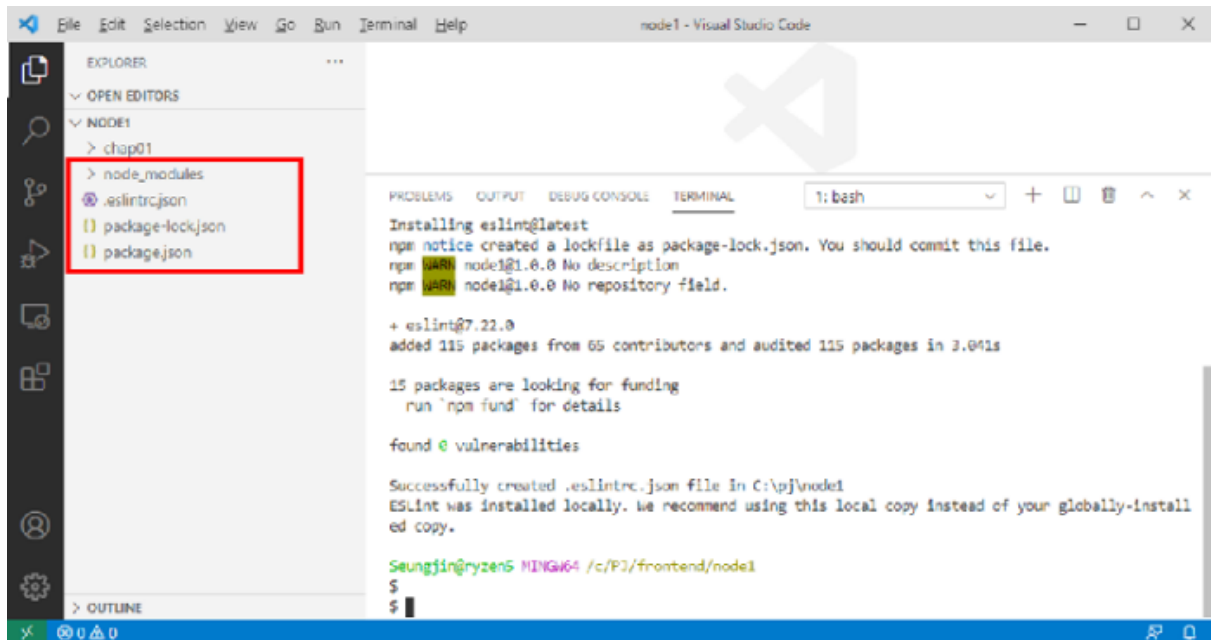 File Edit Selection View Go Run Terminal Help
node1 - Visual Studio Code
EXPLORER
OPEN EDITORS
NODE1
chap01
node_modules
.eslintrc.json
package-lock.json
package.json
OUTLINE
PROBLEMS OUTPUT DEBUG CONSOLE TERMINAL
1: bash
Installing eslint@latest
npm notice created a lockfile as package-lock.json. You should commit this file.
npm WARN node1@1.0.0 No description
npm WARN node1@1.0.0 No repository field.
+ eslint@7.22.0
added 115 packages from 65 contributors and audited 115 packages in 3.041s
15 packages are looking for funding
run `npm fund` for details
found 0 vulnerabilities
Successfully created .eslintrc.json file in C:\pj\node1
ESLint was installed locally. We recommend using this local copy instead of your globally-install
ed copy.
Seungjin@ryzen5 MINGW64 /c/PJ/frontend/node1
$
$
0 0